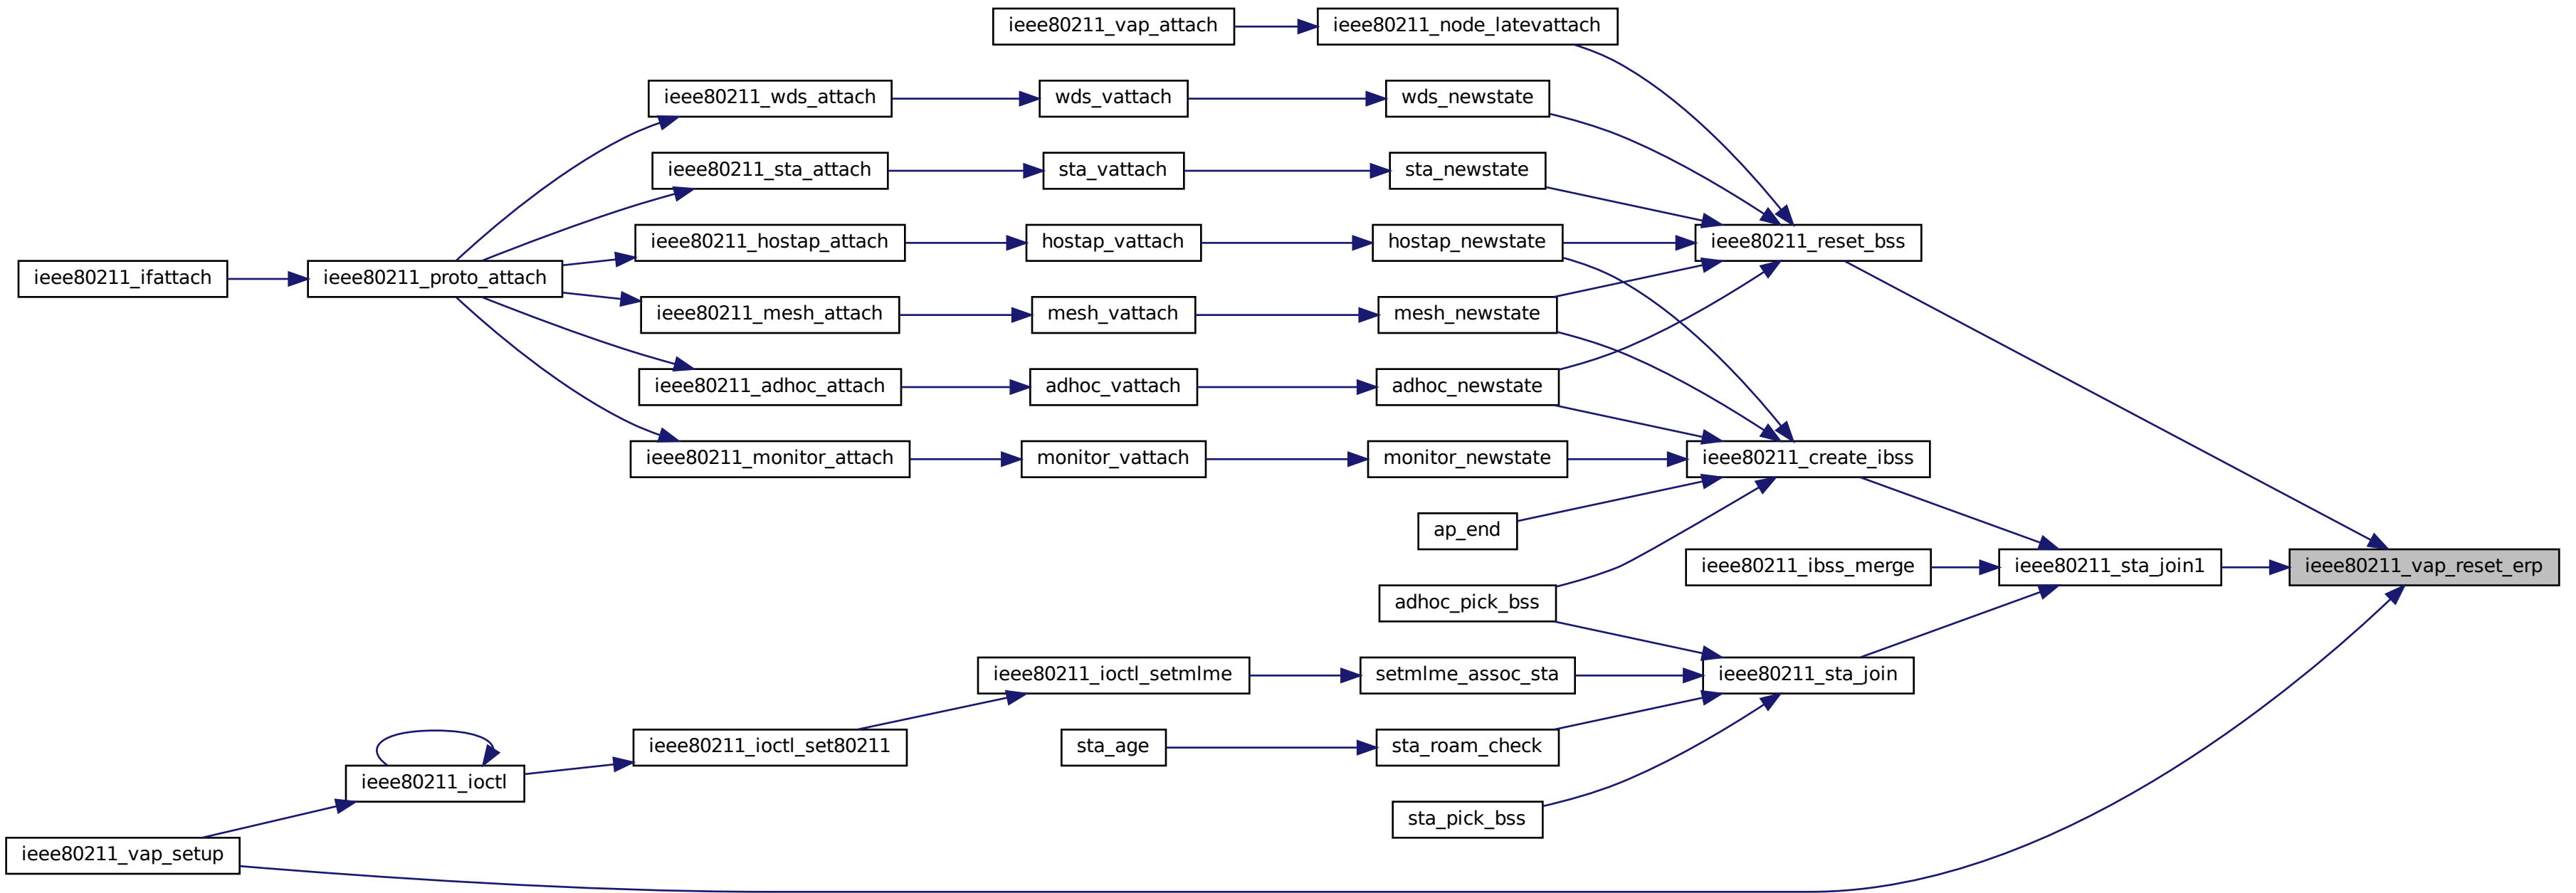 ieee80211_vap_attach
ieee80211_node_latevattach
ieee80211_wds_attach
wds_vattach
wds_newstate
ieee80211_sta_attach
sta_vattach
sta_newstate
ieee80211_hostap_attach
hostap_vattach
hostap_newstate
ieee80211_reset_bss
ieee80211_ifattach
ieee80211_proto_attach
ieee80211_mesh_attach
mesh_vattach
mesh_newstate
ieee80211_adhoc_attach
adhoc_vattach
adhoc_newstate
ieee80211_monitor_attach
monitor_vattach
monitor_newstate
ieee80211_create_ibss
ap_end
ieee80211_ibss_merge
ieee80211_sta_join1
ieee80211_vap_reset_erp
adhoc_pick_bss
ieee80211_ioctl_setmlme
setmlme_assoc_sta
ieee80211_sta_join
ieee80211_ioctl_set80211
sta_age
sta_roam_check
ieee80211_ioctl
sta_pick_bss
ieee80211_vap_setup